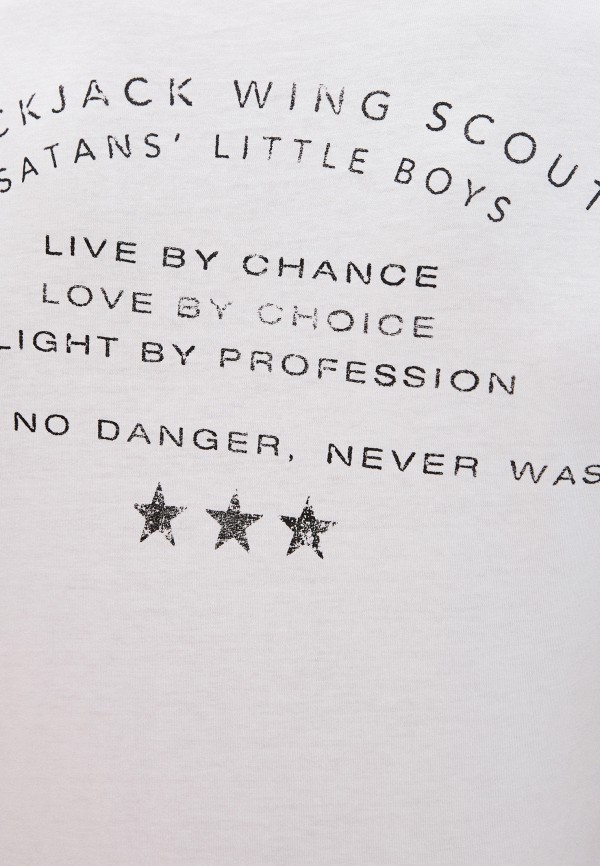 CKJACK WING SCOUT
SATANS' LITTLE BOYS
LIVE BY CHANCE
LOVE BY CHOICE
LIGHT BY PROFESSION
NO DANGER, NEVER WAS